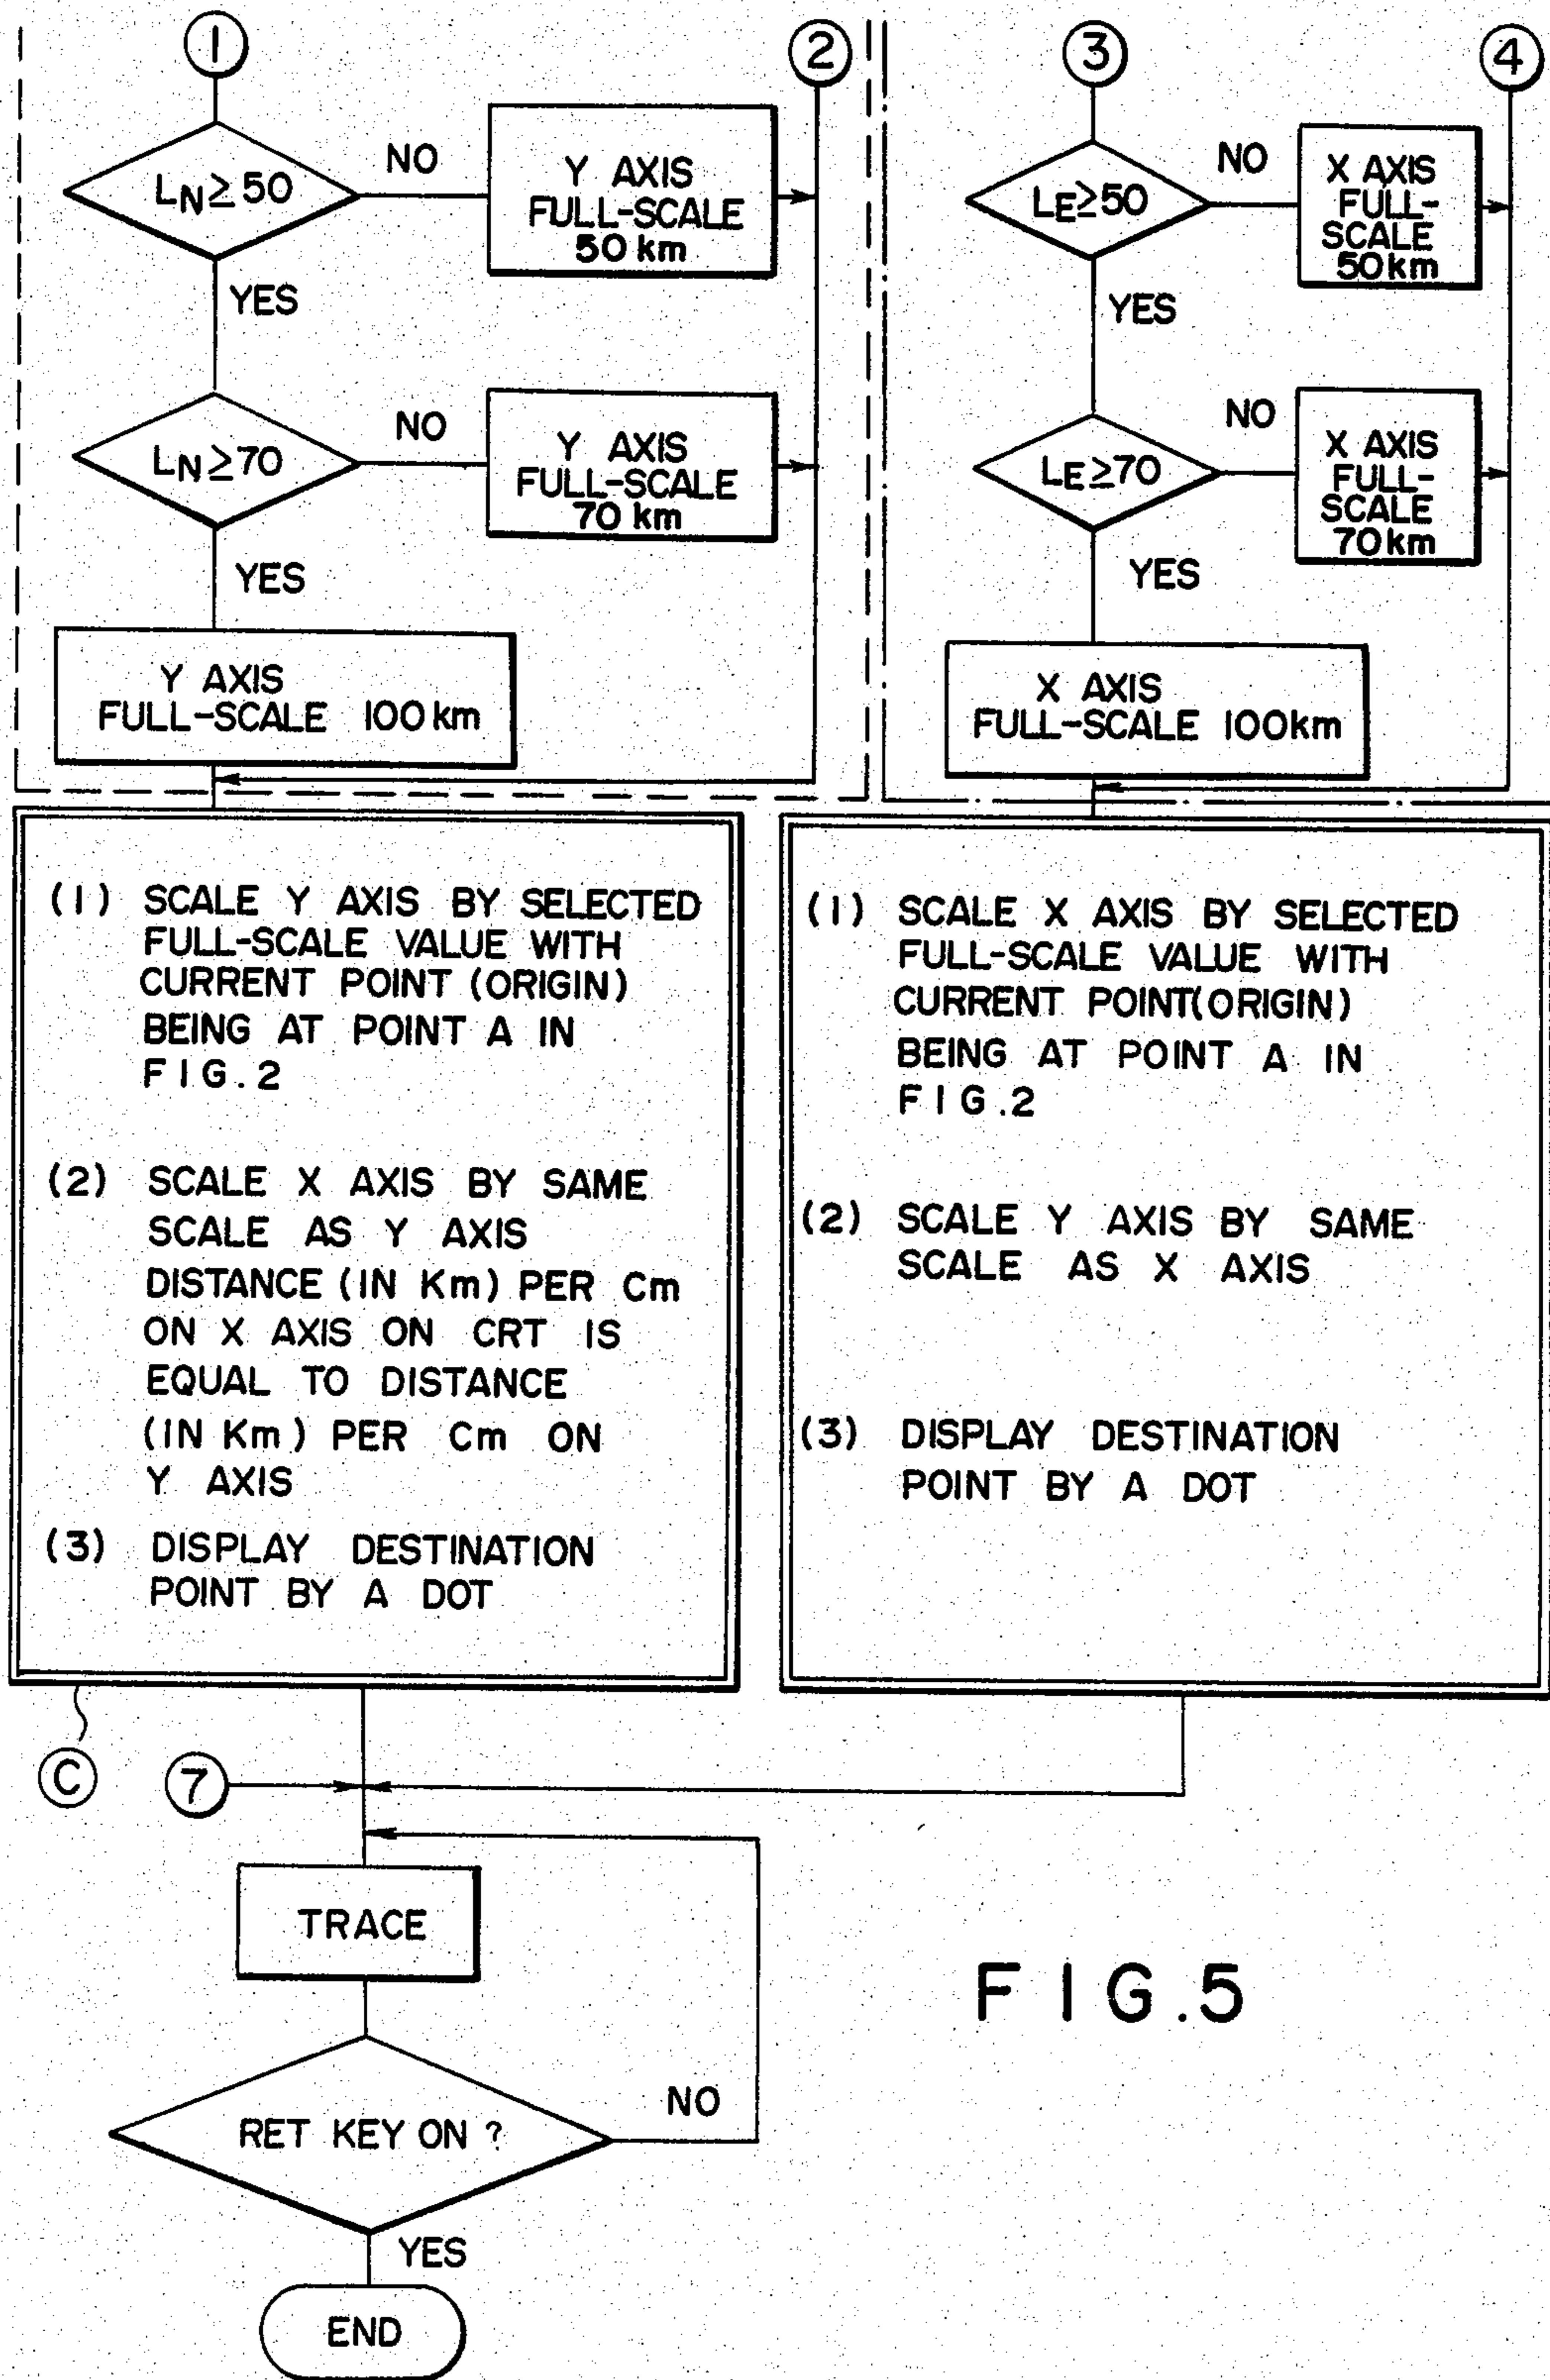 1
2
LN≥50
NO
Y AXIS
FULL-SCALE
50 km
YES
LN≥70
NO
Y AXIS
FULL-SCALE
70 km
YES
Y AXIS
FULL-SCALE 100 km
3
4
LE≥50
NO
X AXIS
FULL-
SCALE
50km
YES
LE≥70
NO
X AXIS
FULL-
SCALE
70km
YES
X AXIS
FULL-SCALE 100km
(1) SCALE Y AXIS BY SELECTED
FULL-SCALE VALUE WITH
CURRENT POINT (ORIGIN)
BEING AT POINT A IN
FIG.2
(2) SCALE X AXIS BY SAME
SCALE AS Y AXIS
DISTANCE (IN Km) PER Cm
ON X AXIS ON CRT IS
EQUAL TO DISTANCE
(IN Km) PER Cm ON
Y AXIS
(3) DISPLAY DESTINATION
POINT BY A DOT
(1) SCALE X AXIS BY SELECTED
FULL-SCALE VALUE WITH
CURRENT POINT(ORIGIN)
BEING AT POINT A IN
FIG.2
(2) SCALE Y AXIS BY SAME
SCALE AS X AXIS
(3) DISPLAY DESTINATION
POINT BY A DOT
C
7
TRACE
RET KEY ON ?
NO
YES
END
FIG.5